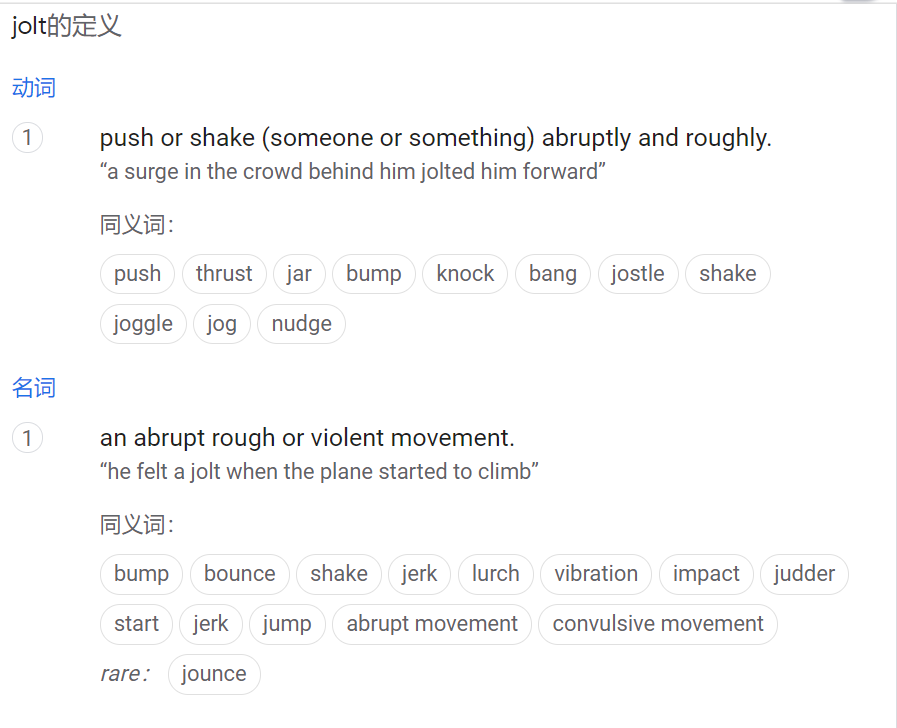 jolt的定义
动词
1 push or shake (someone or something) abruptly and roughly.
“a surge in the crowd behind him jolted him forward”
同义词：
push thrust jar bump knock bang jostle shake
joggle jog nudge
名词
1 an abrupt rough or violent movement.
“he felt a jolt when the plane started to climb”
同义词：
bump bounce shake jerk lurch vibration impact judder
start jerk jump abrupt movement convulsive movement
rare： jounce